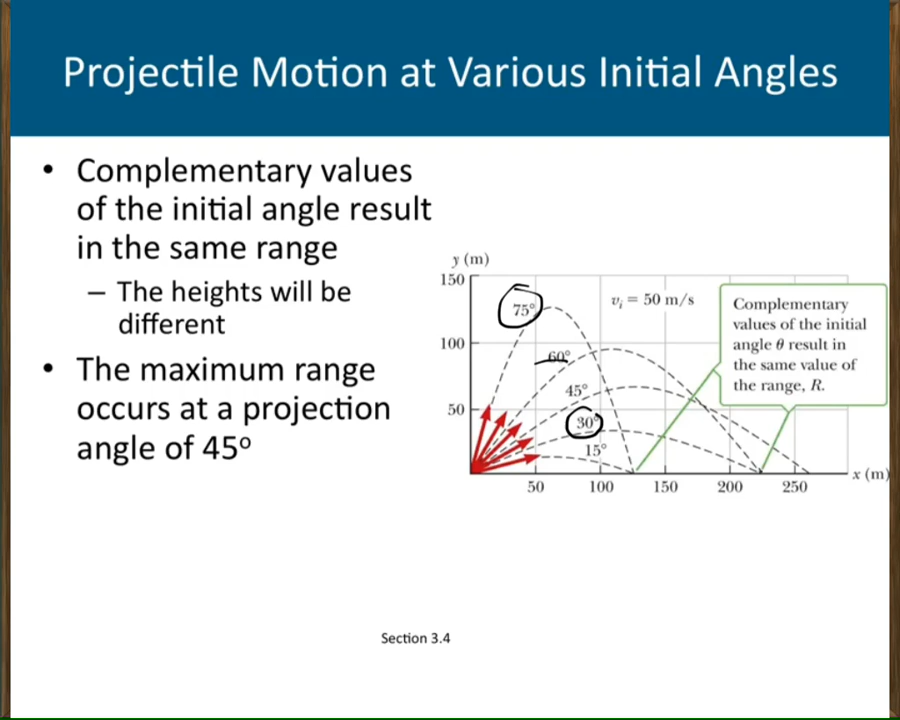 Projectile Motion at Various Initial Angles
• Complementary values
of the initial angle result
in the same range
– The heights will be
different
• The maximum range
occurs at a projection
angle of 45º
y (m)
150
100
50
75°
60°
45°
30°
15°
vᵢ = 50 m/s
Complementary
values of the initial
angle θ result in
the same value of
the range, R.
50 100 150 200 250
x (m)
Section 3.4